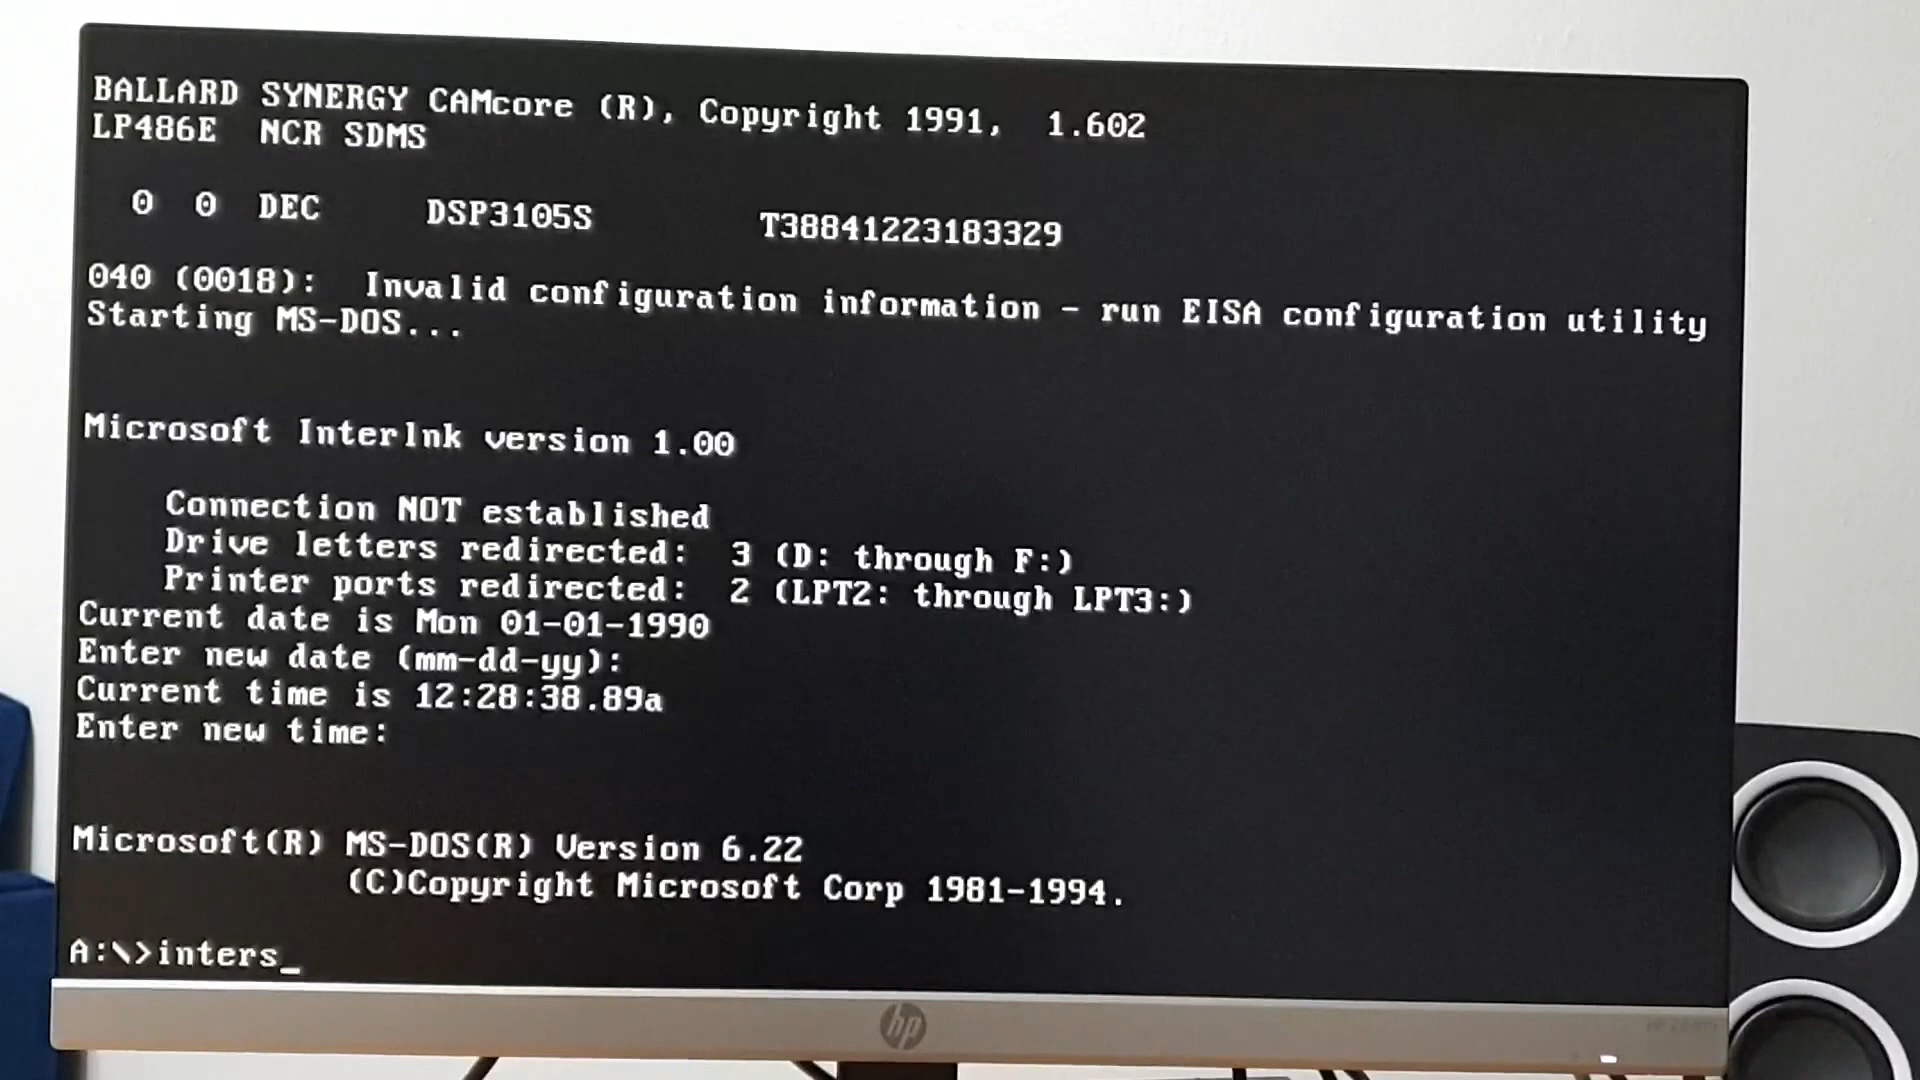 BALLARD SYNERGY CAMcore (R), Copyright 1991,  1.602
LP486E  NCR SDMS
0  0  DEC     DSP3105S        T38841223183329
040 (0018):  Invalid configuration information - run EISA configuration utility
Starting MS-DOS...
Microsoft Interlnk version 1.00
Connection NOT established
Drive letters redirected:  3 (D: through F:)
Printer ports redirected:  2 (LPT2: through LPT3:)
Current date is Mon 01-01-1990
Enter new date (mm-dd-yy):
Current time is 12:28:38.89a
Enter new time:
Microsoft(R) MS-DOS(R) Version 6.22
(C)Copyright Microsoft Corp 1981-1994.
A:\>inters_
hp